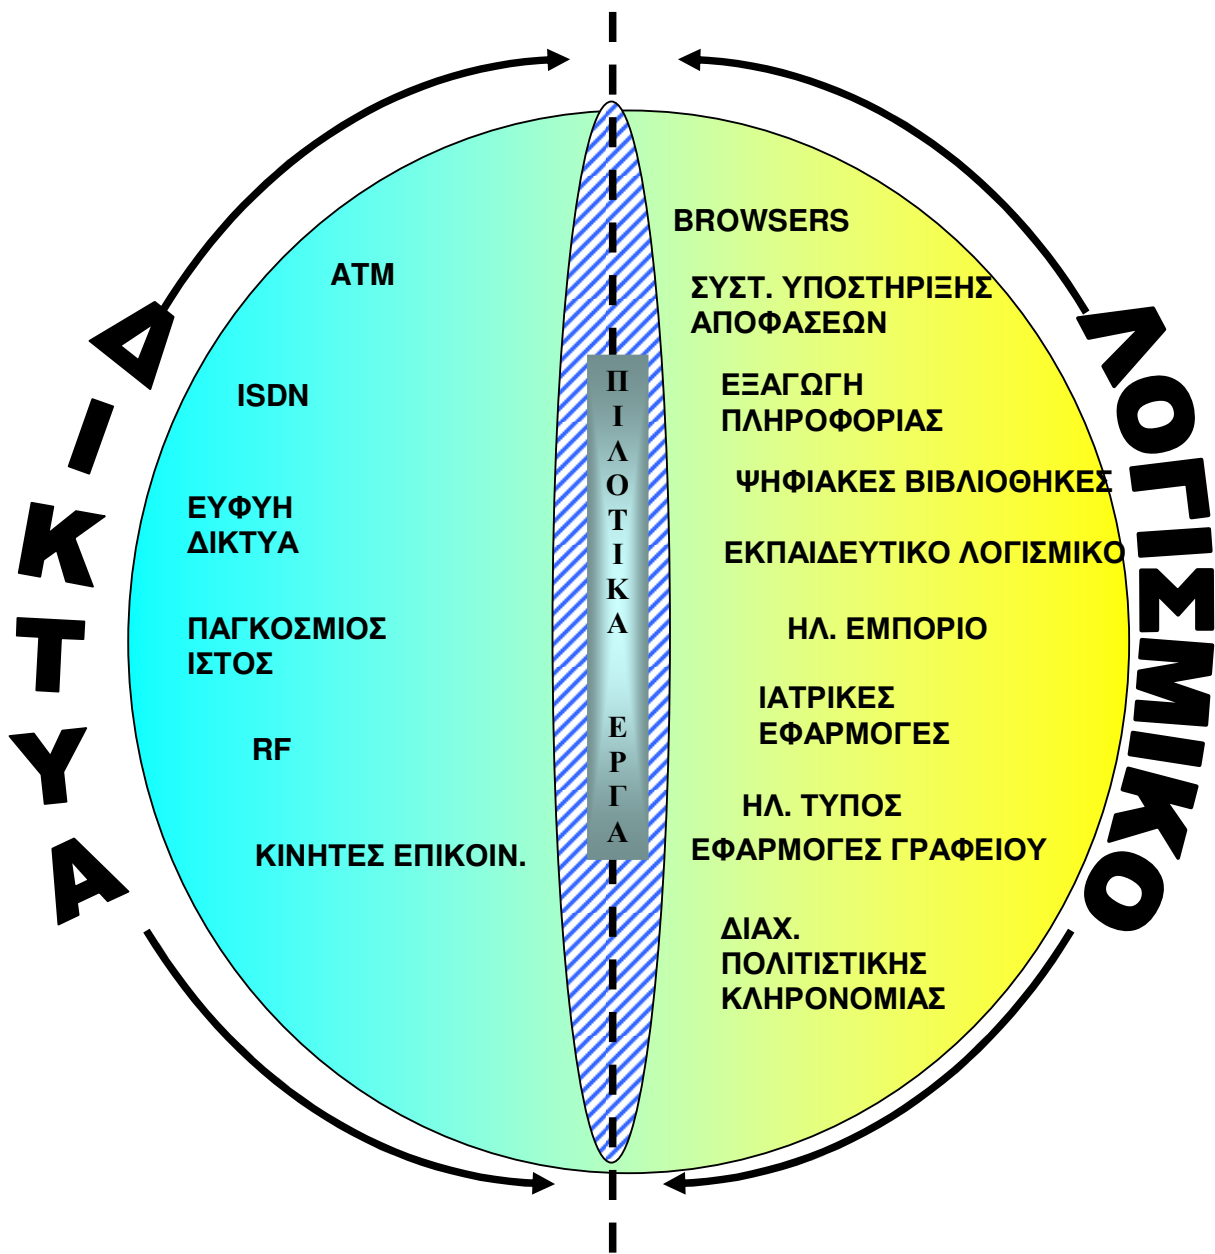 ΔΙΚΤΥΑ
ATM
ISDN
ΕΥΦΥΗ
ΔΙΚΤΥΑ
ΠΑΓΚΟΣΜΙΟΣ
ΙΣΤΟΣ
RF
ΚΙΝΗΤΕΣ ΕΠΙΚΟΙΝ.
ΠΙΛΟΤΙΚΑ ΕΡΓΑ
BROWSERS
ΣΥΣΤ. ΥΠΟΣΤΗΡΙΞΗΣ
ΑΠΟΦΑΣΕΩΝ
ΕΞΑΓΩΓΗ
ΠΛΗΡΟΦΟΡΙΑΣ
ΨΗΦΙΑΚΕΣ ΒΙΒΛΙΟΘΗΚΕΣ
ΕΚΠΑΙΔΕΥΤΙΚΟ ΛΟΓΙΣΜΙΚΟ
ΗΛ. ΕΜΠΟΡΙΟ
ΙΑΤΡΙΚΕΣ
ΕΦΑΡΜΟΓΕΣ
ΗΛ. ΤΥΠΟΣ
ΕΦΑΡΜΟΓΕΣ ΓΡΑΦΕΙΟΥ
ΔΙΑΧ.
ΠΟΛΙΤΙΣΤΙΚΗΣ
ΚΛΗΡΟΝΟΜΙΑΣ
ΛΟΓΙΣΜΙΚΟ